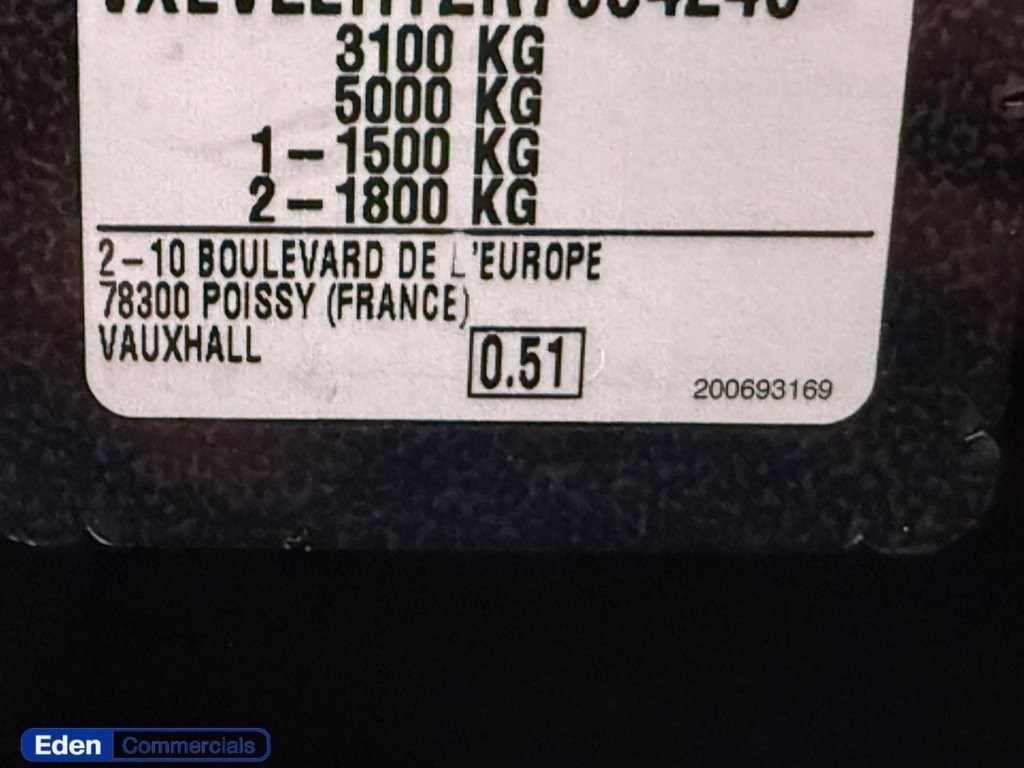 3100 KG
5000 KG
1-1500 KG
2-1800 KG
2-10 BOULEVARD DE L'EUROPE
78300 POISSY (FRANCE)
VAUXHALL
0.51
200693169
Eden Commercials